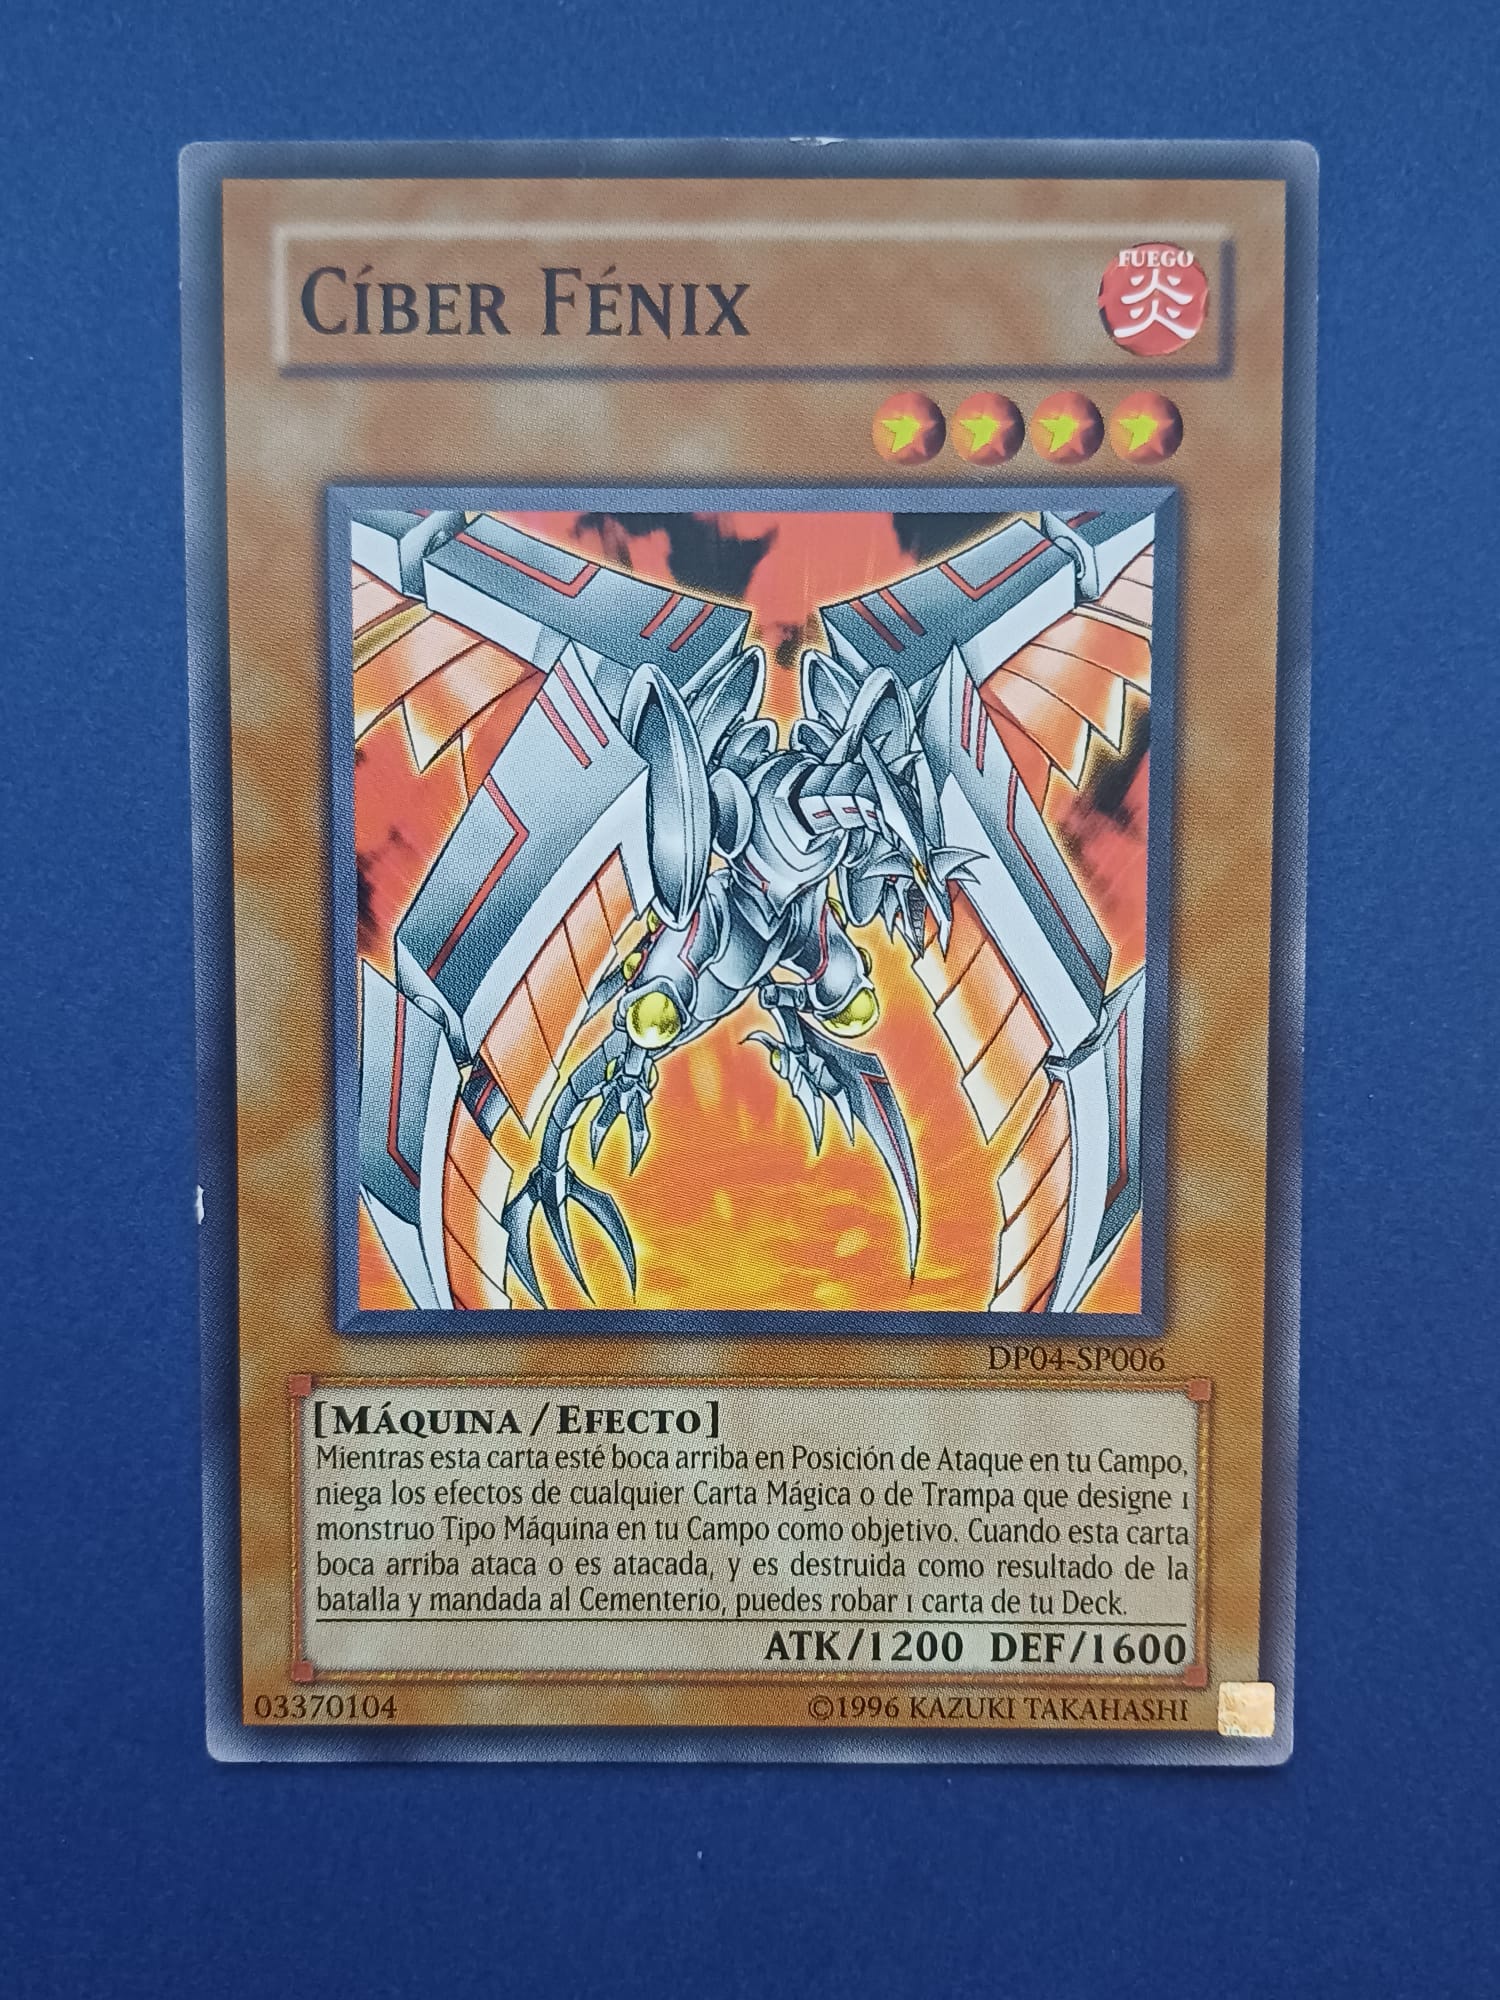 CÍBER FÉNIX
FUEGO
炎
DP04-SP006
[MÁQUINA/EFECTO]
Mientras esta carta esté boca arriba en Posición de Ataque en tu Campo,
niega los efectos de cualquier Carta Mágica o de Trampa que designe 1
monstruo Tipo Máquina en tu Campo como objetivo. Cuando esta carta
boca arriba ataca o es atacada, y es destruida como resultado de la
batalla y mandada al Cementerio, puedes robar 1 carta de tu Deck.
ATK/1200 DEF/1600
03370104
©1996 KAZUKI TAKAHASHI